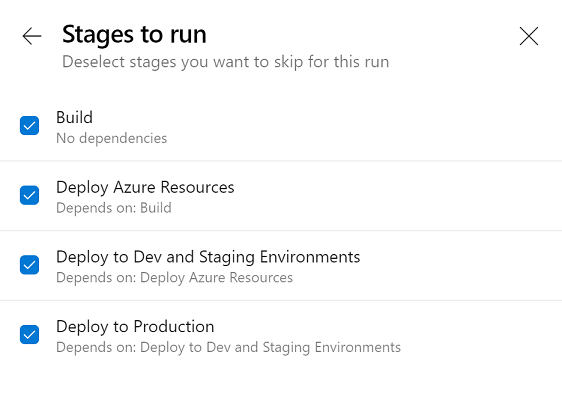 Stages to run
Deselect stages you want to skip for this run
Build
No dependencies
Deploy Azure Resources
Depends on: Build
Deploy to Dev and Staging Environments
Depends on: Deploy Azure Resources
Deploy to Production
Depends on: Deploy to Dev and Staging Environments